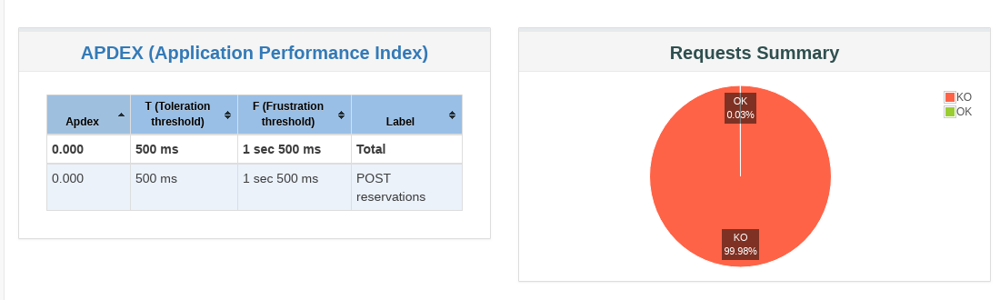 APDEX (Application Performance Index)
Apdex
T (Toleration
threshold)
F (Frustration
threshold)
Label
0.000 500 ms 1 sec 500 ms Total
0.000 500 ms 1 sec 500 ms POST
reservations
Requests Summary
OK
0.03%
KO
99.98%
KO
OK